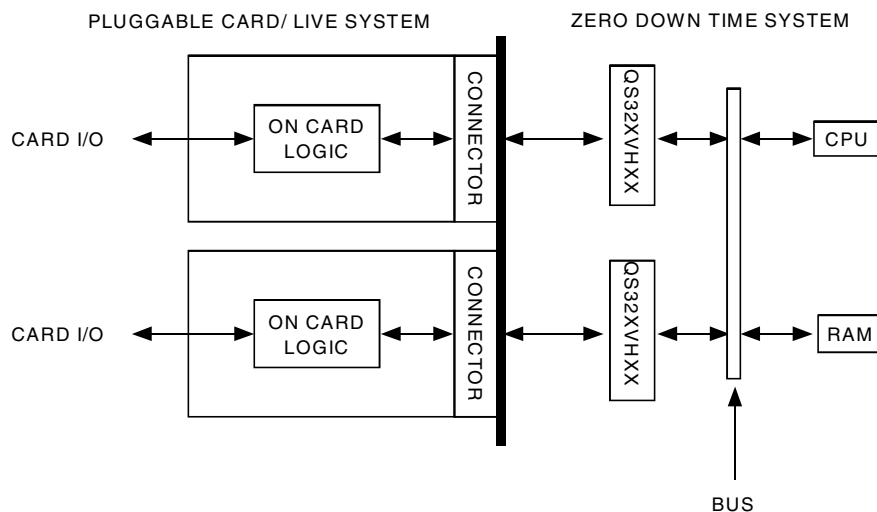 PLUGGABLE CARD/ LIVE SYSTEM
ZERO DOWN TIME SYSTEM
CARD I/O
ON CARD
LOGIC
CONNECTOR
QS32XVHXX
CPU
CARD I/O
ON CARD
LOGIC
CONNECTOR
QS32XVHXX
RAM
BUS